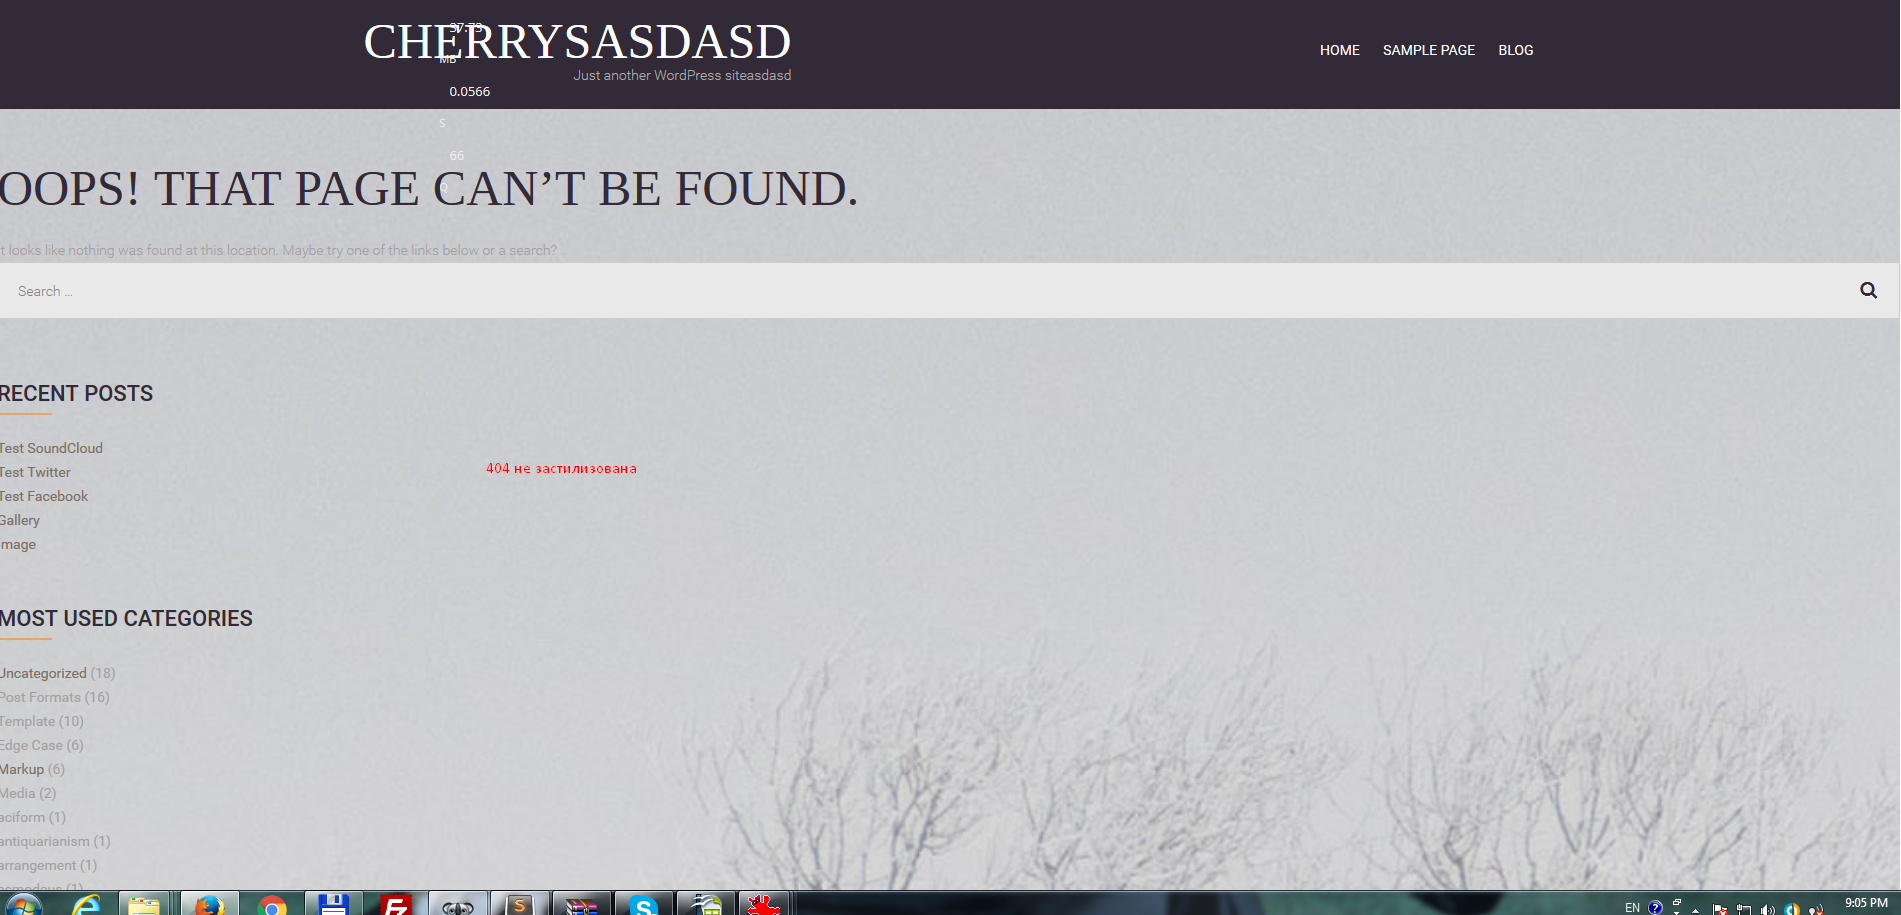 37.73
CHERRYSASDASD
MB
Just another WordPress siteasdasd
HOME SAMPLE PAGE BLOG
0.0566
S
66
Q
OOPS! THAT PAGE CAN’T BE FOUND.
t looks like nothing was found at this location. Maybe try one of the links below or a search?
Search ...
RECENT POSTS
Test SoundCloud
404 не застилизована
Test Twitter
Test Facebook
Gallery
mage
MOST USED CATEGORIES
Uncategorized (18)
Post Formats (16)
Template (10)
Edge Case (6)
Markup (6)
Media (2)
aciform (1)
antiquarianism (1)
arrangement (1)
asmodeus (1)
EN
9:05 PM